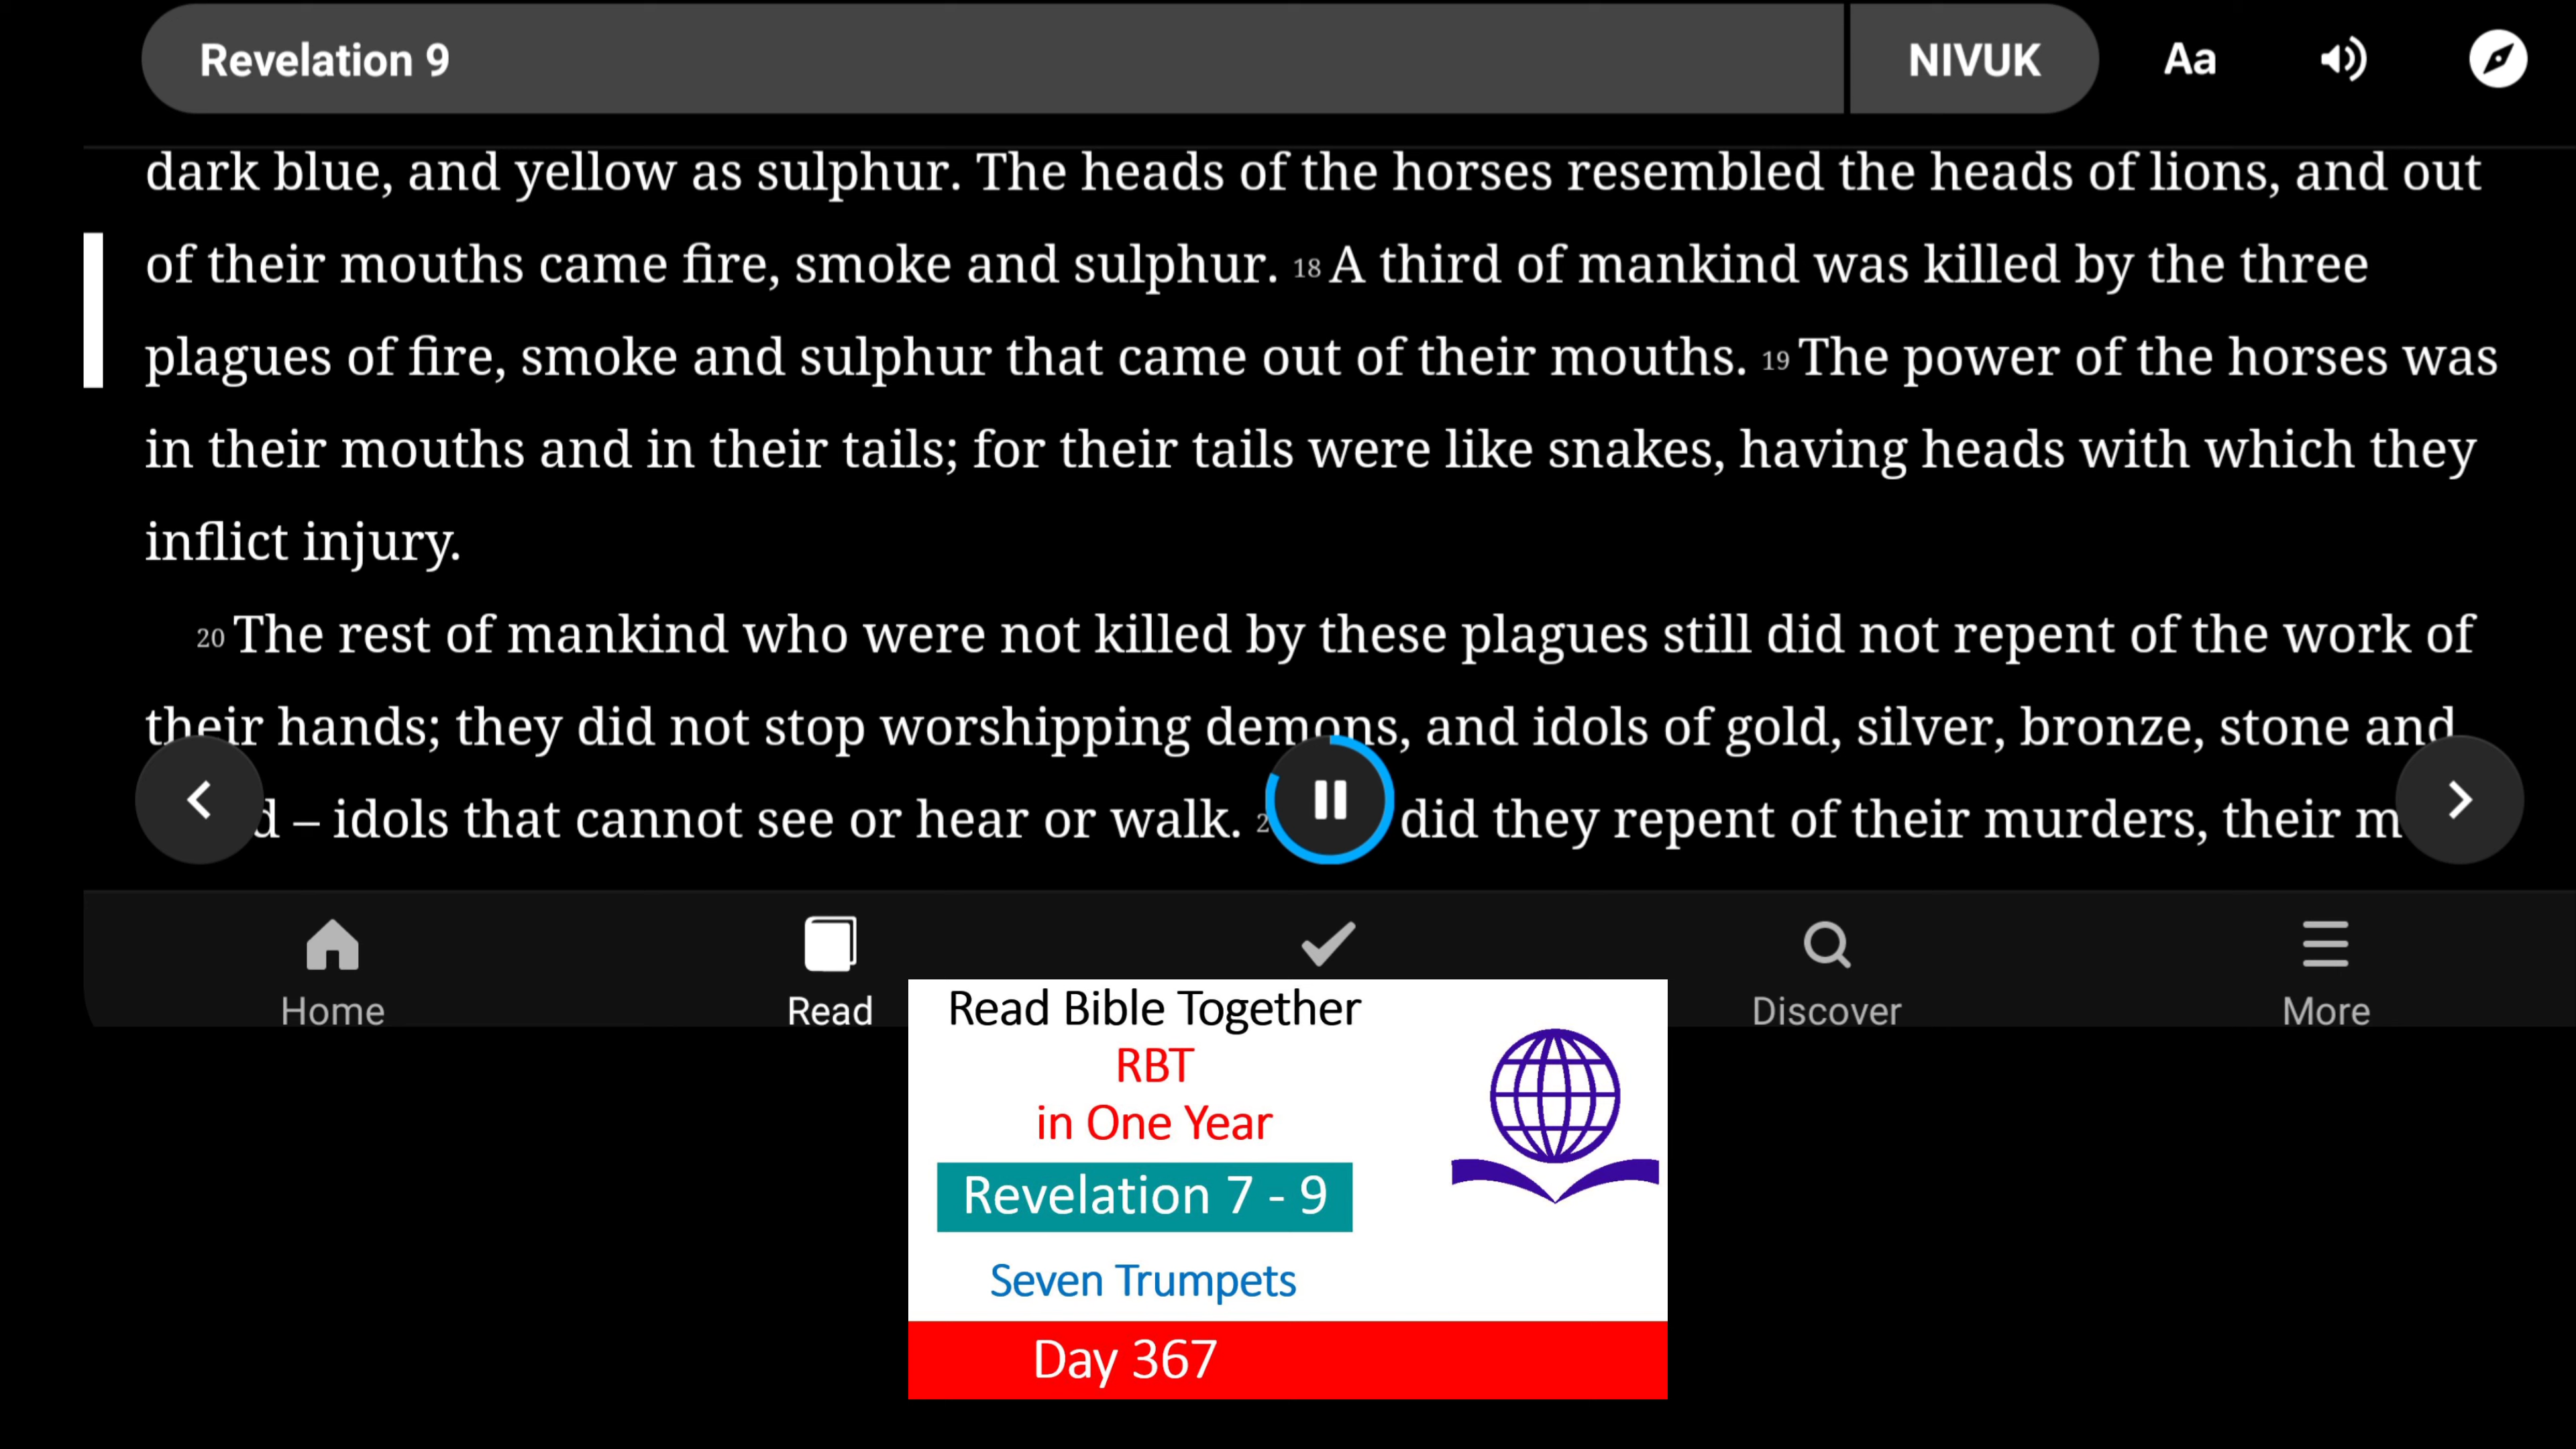 Revelation 9
NIVUK
Aa
dark blue, and yellow as sulphur. The heads of the horses resembled the heads of lions, and out
of their mouths came fire, smoke and sulphur. 18 A third of mankind was killed by the three
plagues of fire, smoke and sulphur that came out of their mouths. 19 The power of the horses was
in their mouths and in their tails; for their tails were like snakes, having heads with which they
inflict injury.
20 The rest of mankind who were not killed by these plagues still did not repent of the work of
their hands; they did not stop worshipping demons, and idols of gold, silver, bronze, stone and
– idols that cannot see or hear or walk. did they repent of their murders, their
Home
Read
Discover
More
Read Bible Together
RBT
in One Year
Revelation 7 - 9
Seven Trumpets
Day 367